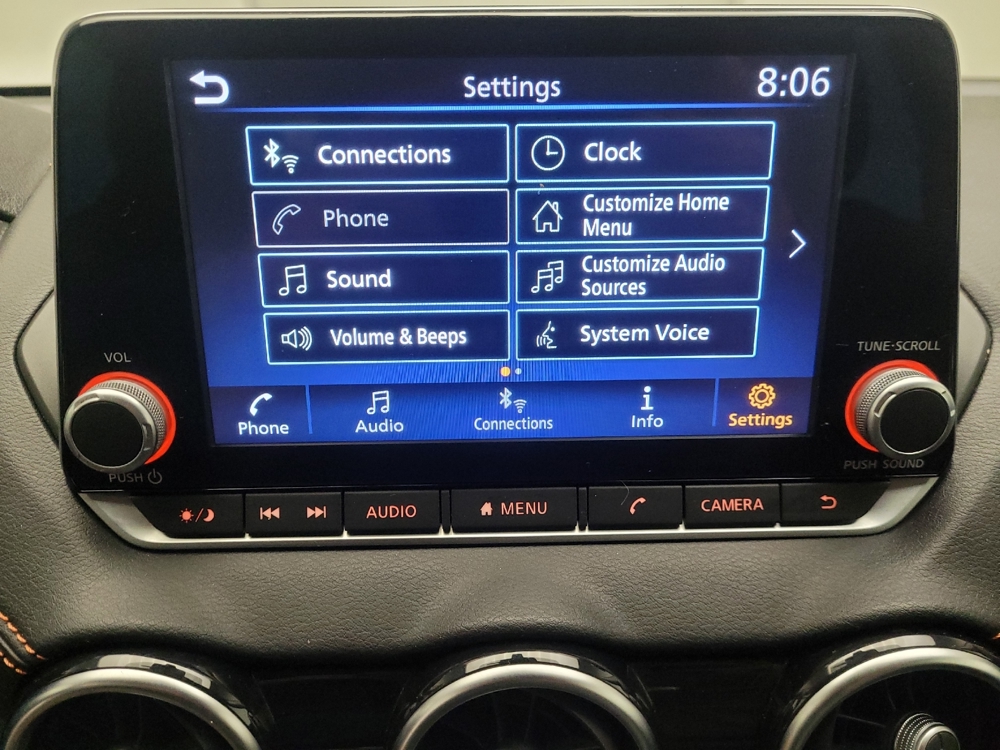 Settings
8:06
Connections
Clock
Phone
Customize Home
Menu
Sound
Customize Audio
Sources
Volume & Beeps
System Voice
Phone
Audio
Connections
Info
Settings
VOL
PUSH
TUNE·SCROLL
PUSH SOUND
AUDIO
MENU
CAMERA